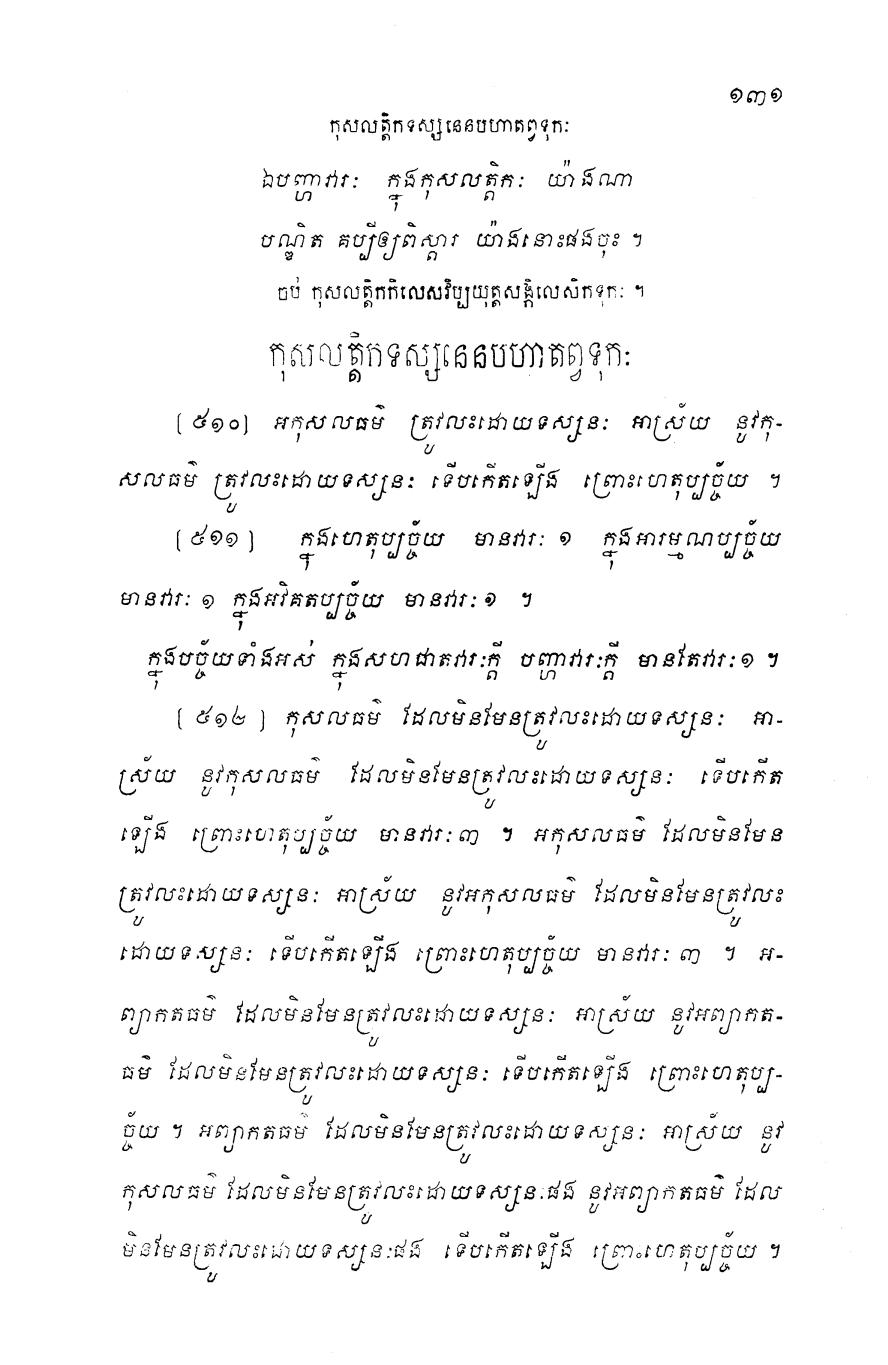 ១៣១
កុសលត្តិកទស្សនេនបហាតព្វទុកៈ
ឯបញ្ហាវារៈ ក្នុងកុសលត្តិកៈ យ៉ាងណា
បណ្ឌិត គប្បីឲ្យពិស្តារ យ៉ាងនោះផងចុះ ។
ចប់ កុសលត្តិកកិលេសវិប្បយុត្តសង្កិលេសិកទុកៈ ។
កុសលត្តិកទស្សនេនបហាតព្វទុកៈ
[៥១០] អកុសលធម៌ ត្រូវលះដោយទស្សនៈ អាស្រ័យ នូវកុ-
សលធម៌ ត្រូវលះដោយទស្សនៈ ទើបកើតឡើង ព្រោះហេតុប្បច្ច័យ ។
[៥១១] ក្នុងហេតុប្បច្ច័យ មានវារៈ ១ ក្នុងអារម្មណប្បច្ច័យ
មានវារៈ ១ ក្នុងអវិគតប្បច្ច័យ មានវារៈ១ ។
ក្នុងបច្ច័យទាំងអស់ ក្នុងសហជាតវារៈក្តី បញ្ហាវារៈក្តី មានតែវារៈ១ ។
[៥១២] កុសលធម៌ ដែលមិនមែនត្រូវលះដោយទស្សនៈ អា-
ស្រ័យ នូវកុសលធម៌ ដែលមិនមែនត្រូវលះដោយទស្សនៈ ទើបកើត
ឡើង ព្រោះហេតុប្បច្ច័យ មានវារៈ៣ ។ អកុសលធម៌ ដែលមិនមែន
ត្រូវលះដោយទស្សនៈ អាស្រ័យ នូវអកុសលធម៌ ដែលមិនមែនត្រូវលះ
ដោយទស្សនៈ ទើបកើតឡើង ព្រោះហេតុប្បច្ច័យ មានវារៈ ៣ ។ អ-
ព្យាកតធម៌ ដែលមិនមែនត្រូវលះដោយទស្សនៈ អាស្រ័យ នូវអព្យាកត-
ធម៌ ដែលមិនមែនត្រូវលះដោយទស្សនៈ ទើបកើតឡើង ព្រោះហេតុប្ប-
ច្ច័យ ។ អព្យាកតធម៌ ដែលមិនមែនត្រូវលះដោយទស្សនៈ អាស្រ័យ នូវ
កុសលធម៌ ដែលមិនមែនត្រូវលះដោយទស្សនៈផង នូវអព្យាកតធម៌ ដែល
មិនមែនត្រូវលះដោយទស្សនៈផង ទើបកើតឡើង ព្រោះហេតុប្បច្ច័យ ។